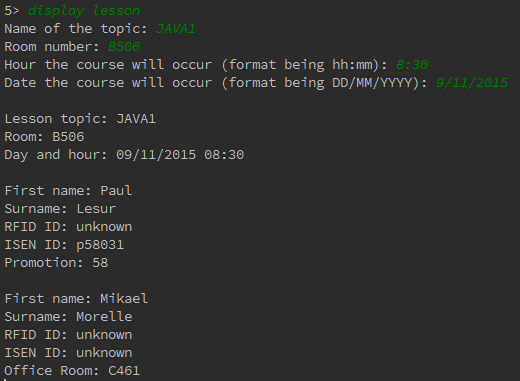 5> display lesson
Name of the topic: JAVA1
Room number: B506
Hour the course will occur (format being hh:mm): 8:30
Date the course will occur (format being DD/MM/YYYY): 9/11/2015
Lesson topic: JAVA1
Room: B506
Day and hour: 09/11/2015 08:30
First name: Paul
Surname: Lesur
RFID ID: unknown
ISEN ID: p58031
Promotion: 58
First name: Mikael
Surname: Morelle
RFID ID: unknown
ISEN ID: unknown
Office Room: C461